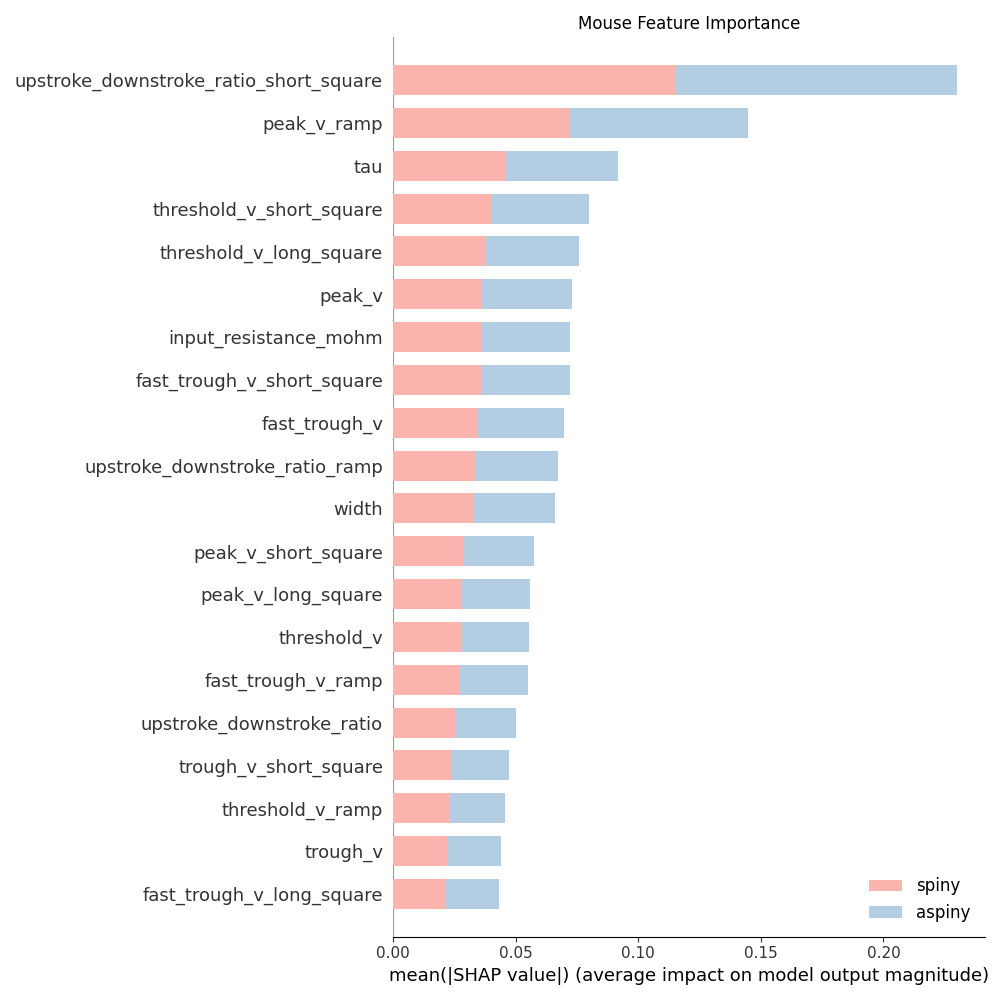 Mouse Feature Importance
upstroke_downstroke_ratio_short_square
peak_v_ramp
tau
threshold_v_short_square
threshold_v_long_square
peak_v
input_resistance_mohm
fast_trough_v_short_square
fast_trough_v
upstroke_downstroke_ratio_ramp
width
peak_v_short_square
peak_v_long_square
threshold_v
fast_trough_v_ramp
upstroke_downstroke_ratio
trough_v_short_square
threshold_v_ramp
trough_v
fast_trough_v_long_square
spiny
aspiny
0.00 0.05 0.10 0.15 0.20
mean(|SHAP value|) (average impact on model output magnitude)